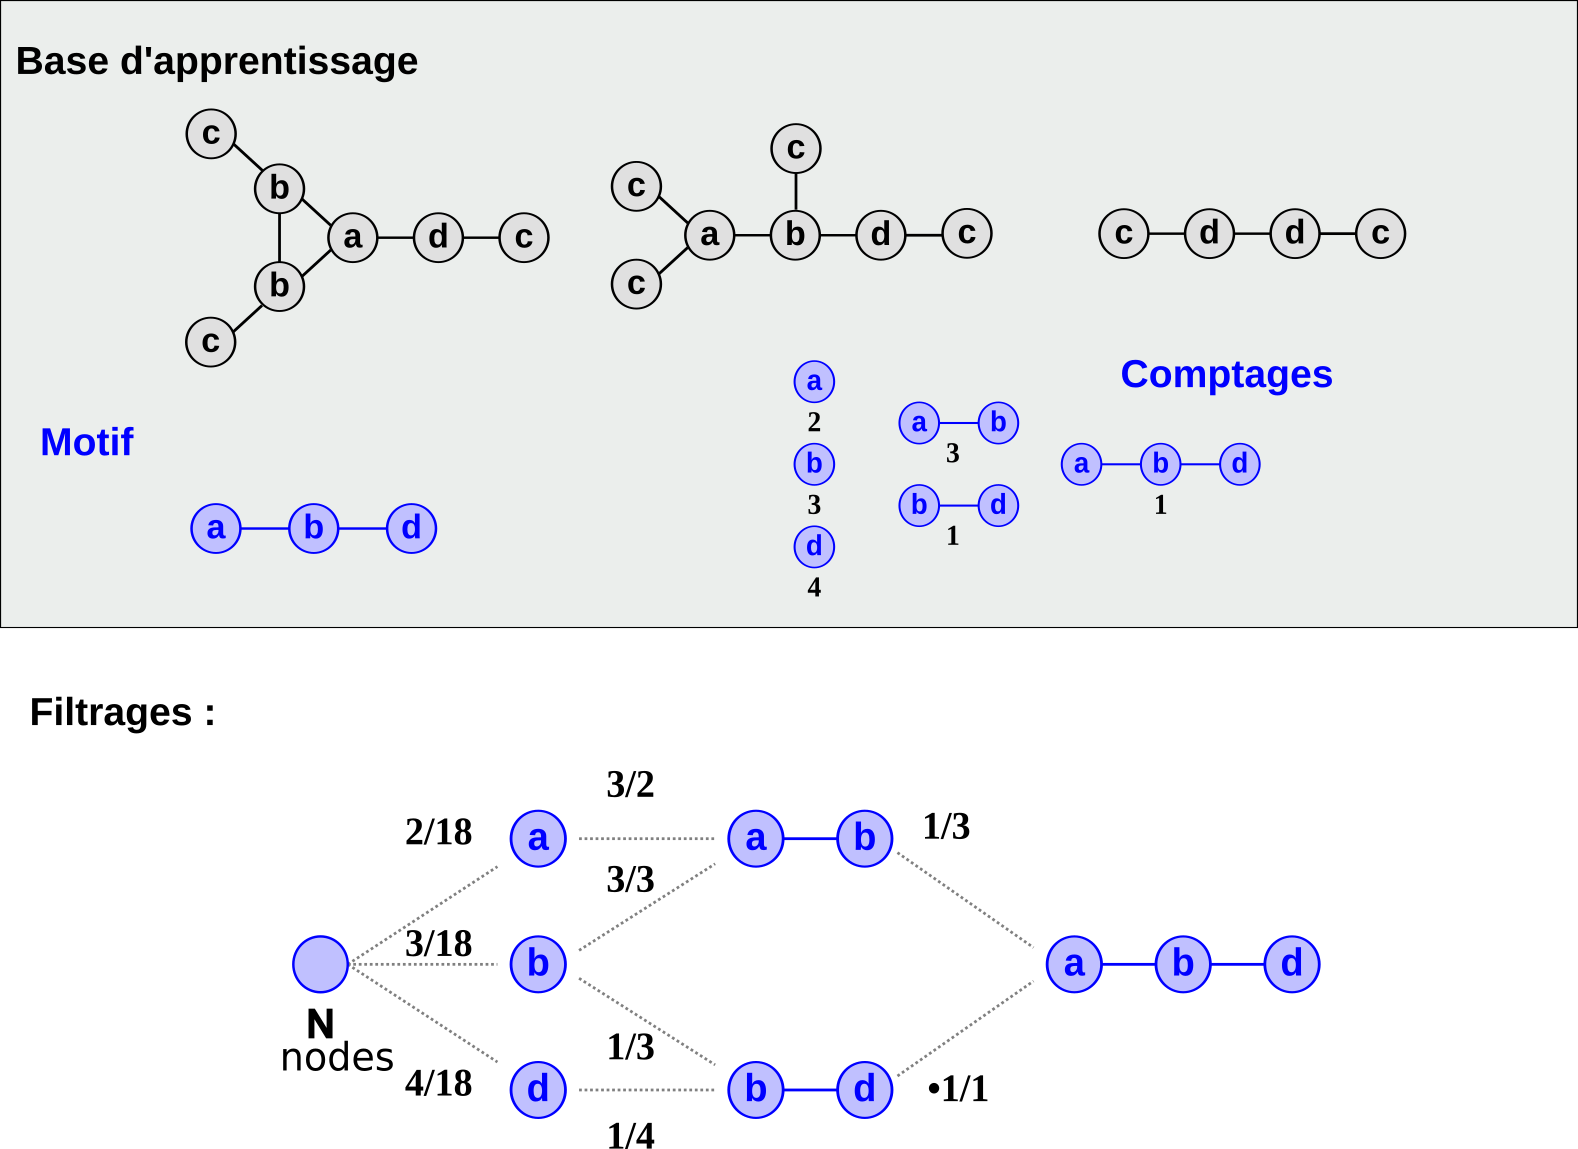 Base d'apprentissage
c
b
a d c
b
c
c
c
a b d c
c
c d d c
Motif
a b d
Comptages
a
2
b
3
d
4
a b
3
b d
1
a b d
1
Filtrages :
3/2
2/18
a
a b
1/3
3/3
3/18
b
a b d
N
nodes
1/3
4/18
d
b d
•1/1
1/4